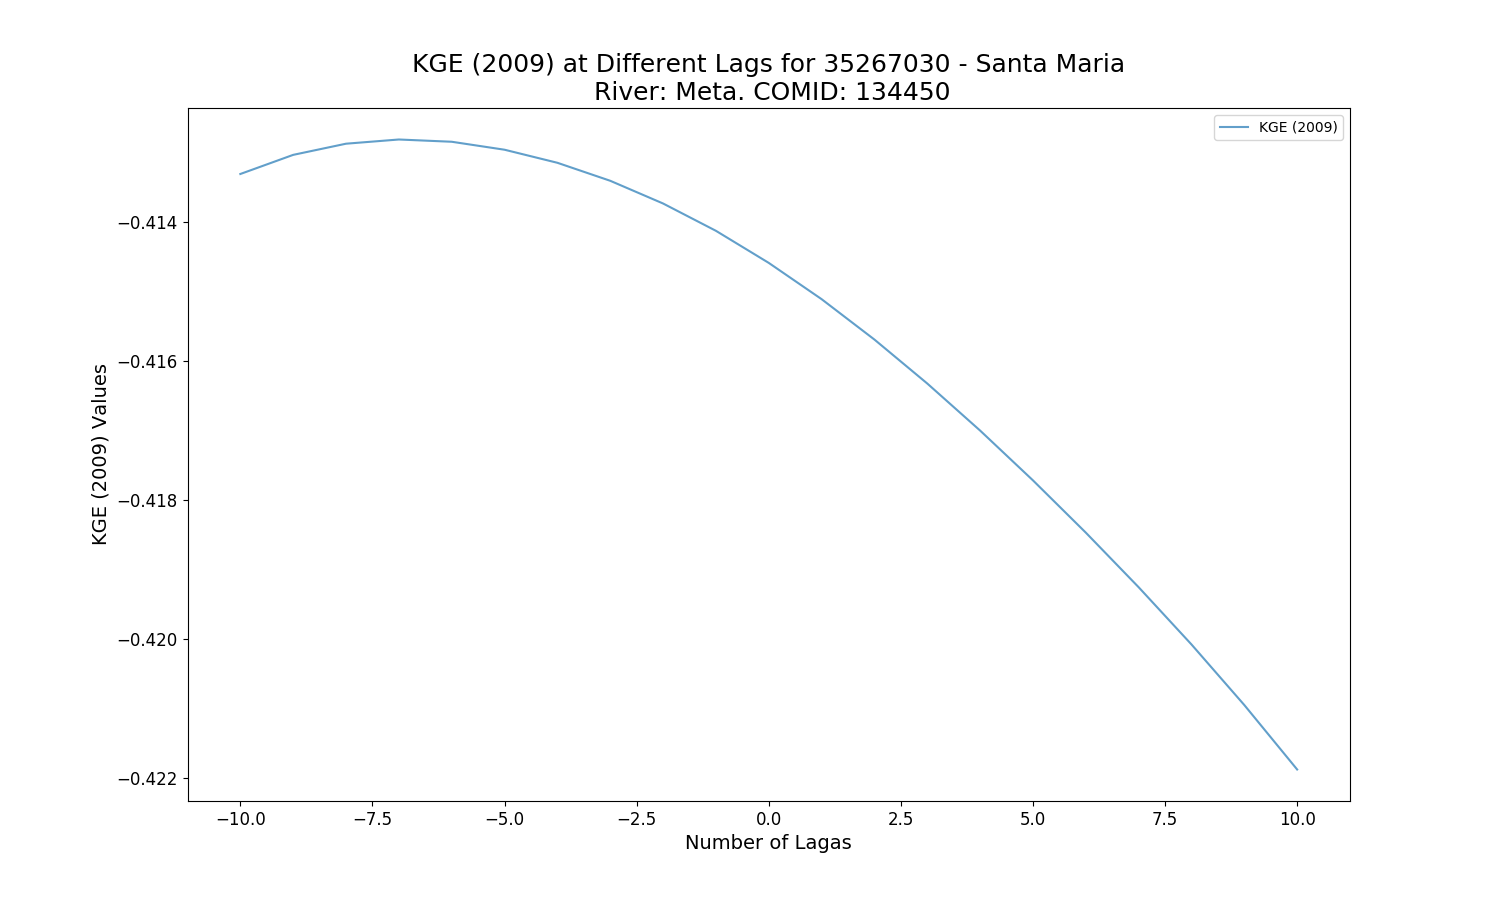 KGE (2009) at Different Lags for 35267030 - Santa Maria
River: Meta. COMID: 134450
KGE (2009)
−0.414
−0.416
−0.418
−0.420
−0.422
KGE (2009) Values
−10.0 −7.5 −5.0 −2.5 0.0 2.5 5.0 7.5 10.0
Number of Lagas